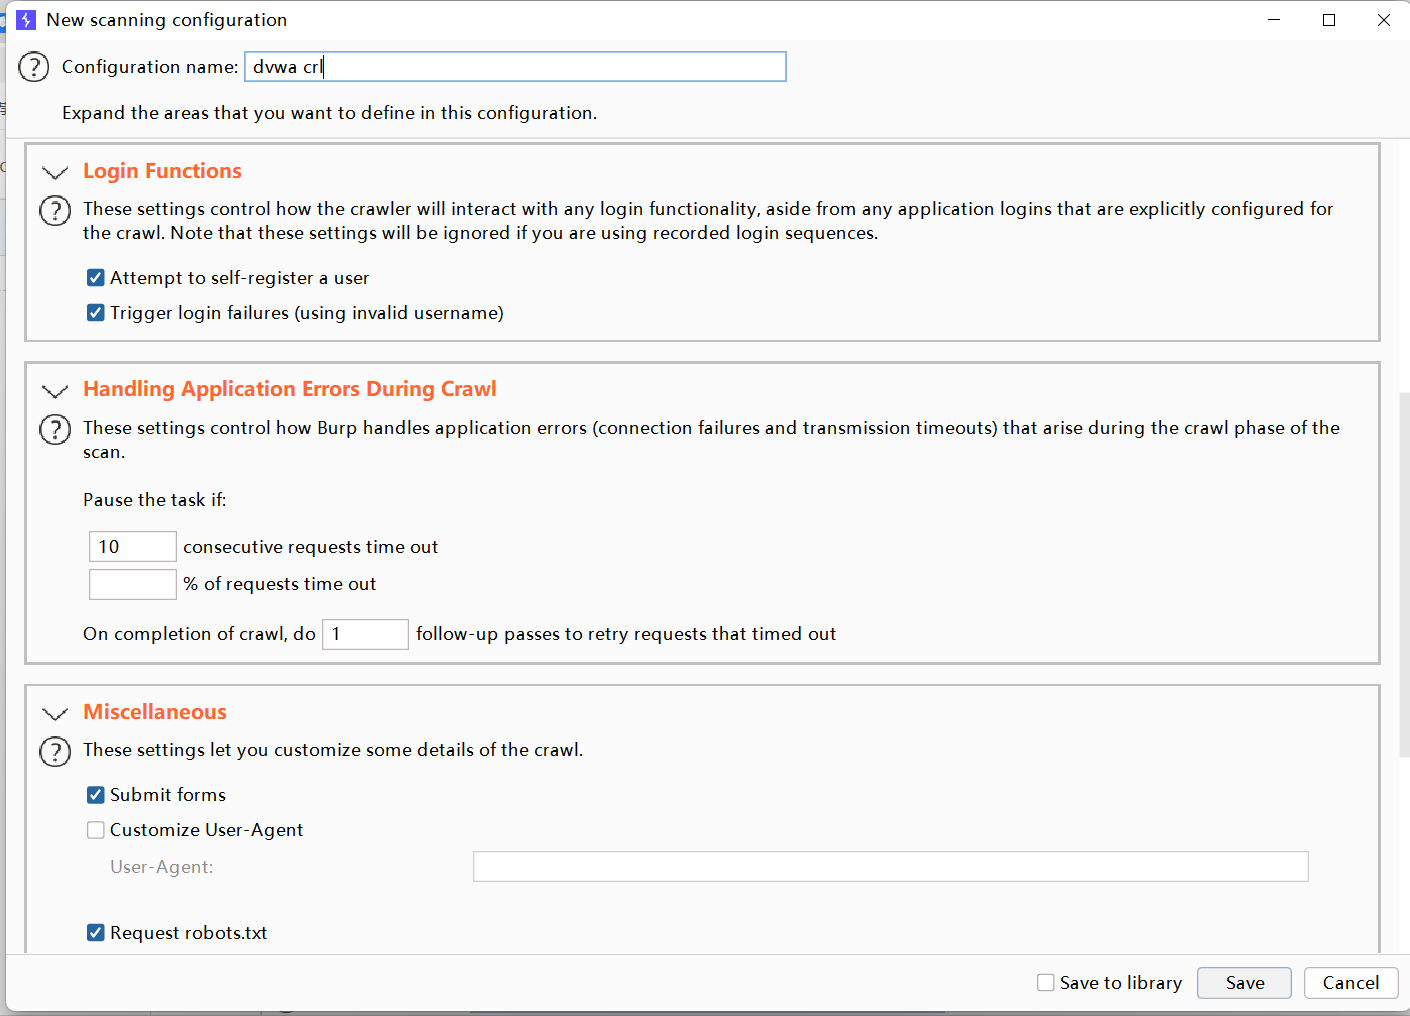 New scanning configuration
Configuration name: dvwa crl
Expand the areas that you want to define in this configuration.
Login Functions
These settings control how the crawler will interact with any login functionality, aside from any application logins that are explicitly configured for
the crawl. Note that these settings will be ignored if you are using recorded login sequences.
Attempt to self-register a user
Trigger login failures (using invalid username)
Handling Application Errors During Crawl
These settings control how Burp handles application errors (connection failures and transmission timeouts) that arise during the crawl phase of the
scan.
Pause the task if:
10 consecutive requests time out
% of requests time out
On completion of crawl, do 1 follow-up passes to retry requests that timed out
Miscellaneous
These settings let you customize some details of the crawl.
Submit forms
Customize User-Agent
User-Agent:
Request robots.txt
Save to library Save Cancel